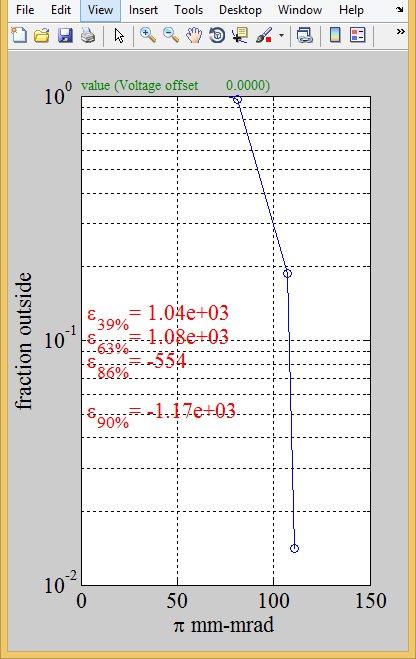 File Edit View Insert Tools Desktop Window Help
value (Voltage offset 0.0000)
10^0
ε39% = 1.04e+03
10^-1
ε63% = 1.08e+03
ε86% = -554
ε90% = -1.17e+03
fraction outside
10^-2
0 50 100 150
π mm-mrad